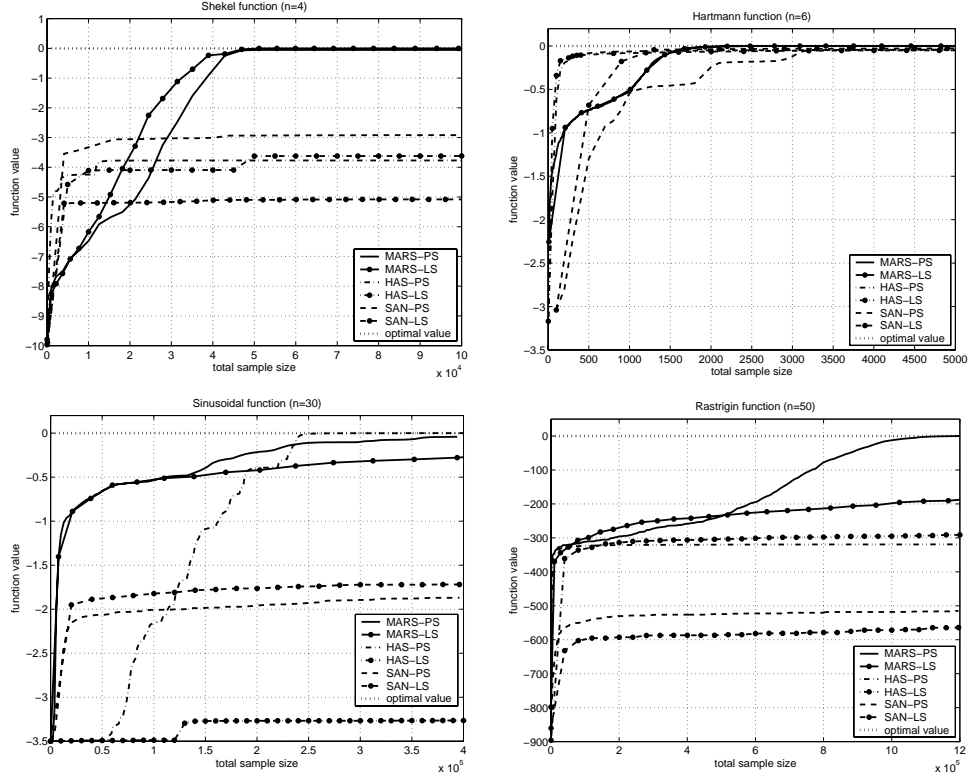 Shekel function (n=4)
1
0
−1
−2
−3
−4
−5
−6
−7
−8
−9
−10
function value
0 1 2 3 4 5 6 7 8 9 10
total sample size
x 10^4
MARS−PS
MARS−LS
HAS−PS
HAS−LS
SAN−PS
SAN−LS
optimal value
Hartmann function (n=6)
0
−0.5
−1
−1.5
−2
−2.5
−3
−3.5
function value
0 500 1000 1500 2000 2500 3000 3500 4000 4500 5000
total sample size
MARS−PS
MARS−LS
HAS−PS
HAS−LS
SAN−PS
SAN−LS
optimal value
Sinusoidal function (n=30)
0
−0.5
−1
−1.5
−2
−2.5
−3
−3.5
function value
0 0.5 1 1.5 2 2.5 3 3.5 4
total sample size
x 10^5
MARS−PS
MARS−LS
HAS−PS
HAS−LS
SAN−PS
SAN−LS
optimal value
Rastrigin function (n=50)
0
−100
−200
−300
−400
−500
−600
−700
−800
−900
function value
0 2 4 6 8 10 12
total sample size
x 10^5
MARS−PS
MARS−LS
HAS−PS
HAS−LS
SAN−PS
SAN−LS
optimal value